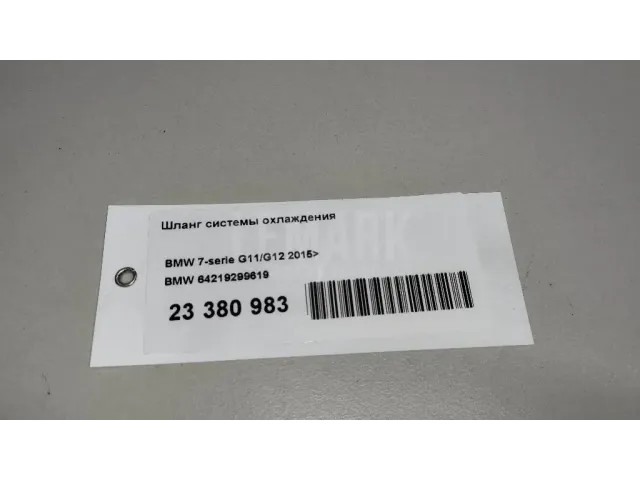 Шланг системы охлаждения
BMW 7-serie G11/G12 2015>
BMW 64219299619
23 380 983